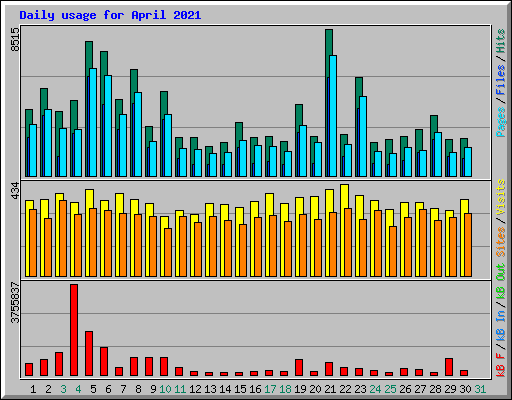 Daily usage for April 2021
8515
434
3755837
Pages / Files / Hits
Sites / Visits
kB F / kB In / kB Out
1 2 3 4 5 6 7 8 9 10 11 12 13 14 15 16 17 18 19 20 21 22 23 24 25 26 27 28 29 30 31